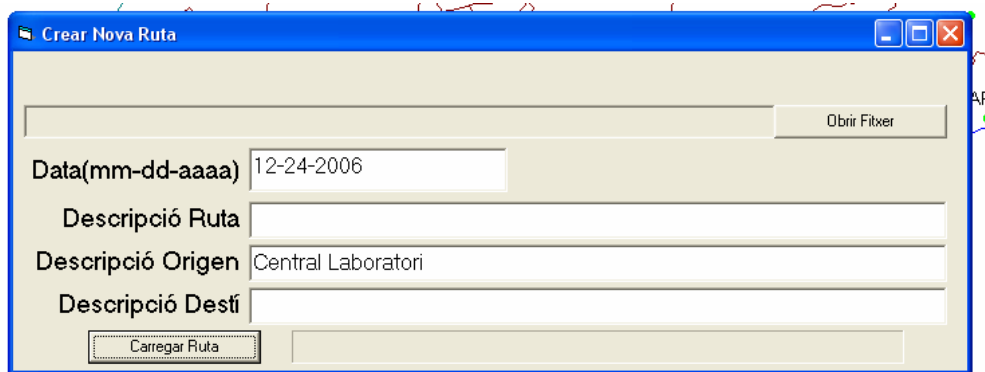 Crear Nova Ruta
Obrir Fitxer
Data(mm-dd-aaaa) 12-24-2006
Descripció Ruta
Descripció Origen Central Laboratori
Descripció Destí
Carregar Ruta